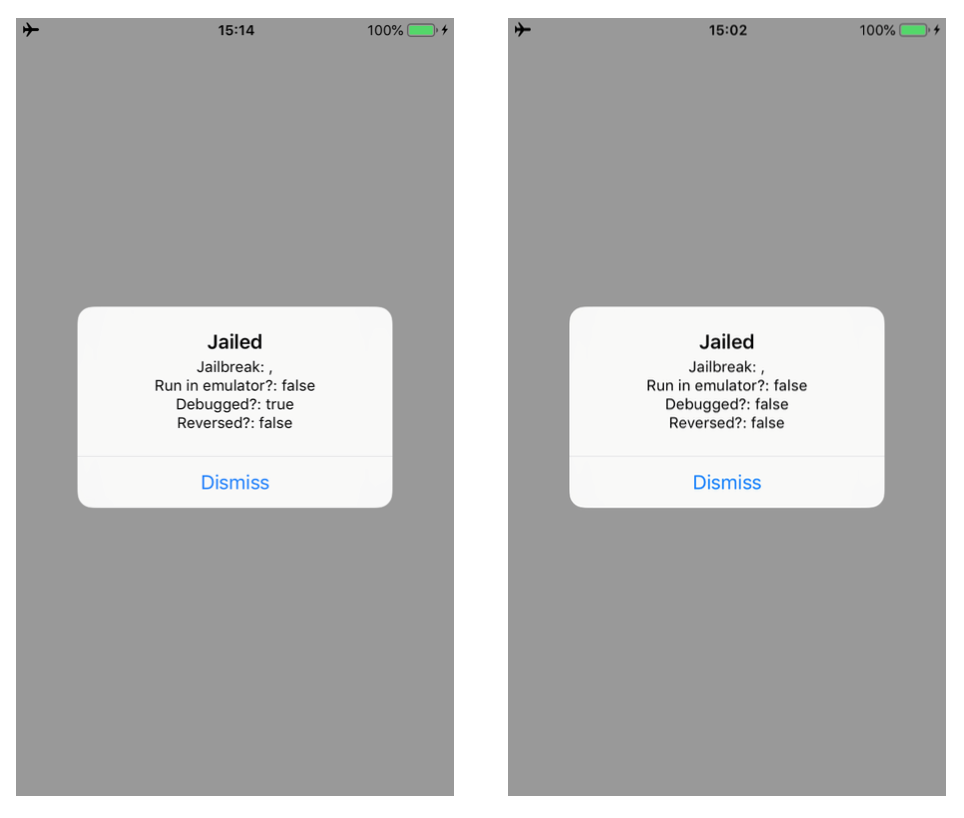 15:14
100%
Jailed
Jailbreak: ,
Run in emulator?: false
Debugged?: true
Reversed?: false
Dismiss
15:02
100%
Jailed
Jailbreak: ,
Run in emulator?: false
Debugged?: false
Reversed?: false
Dismiss